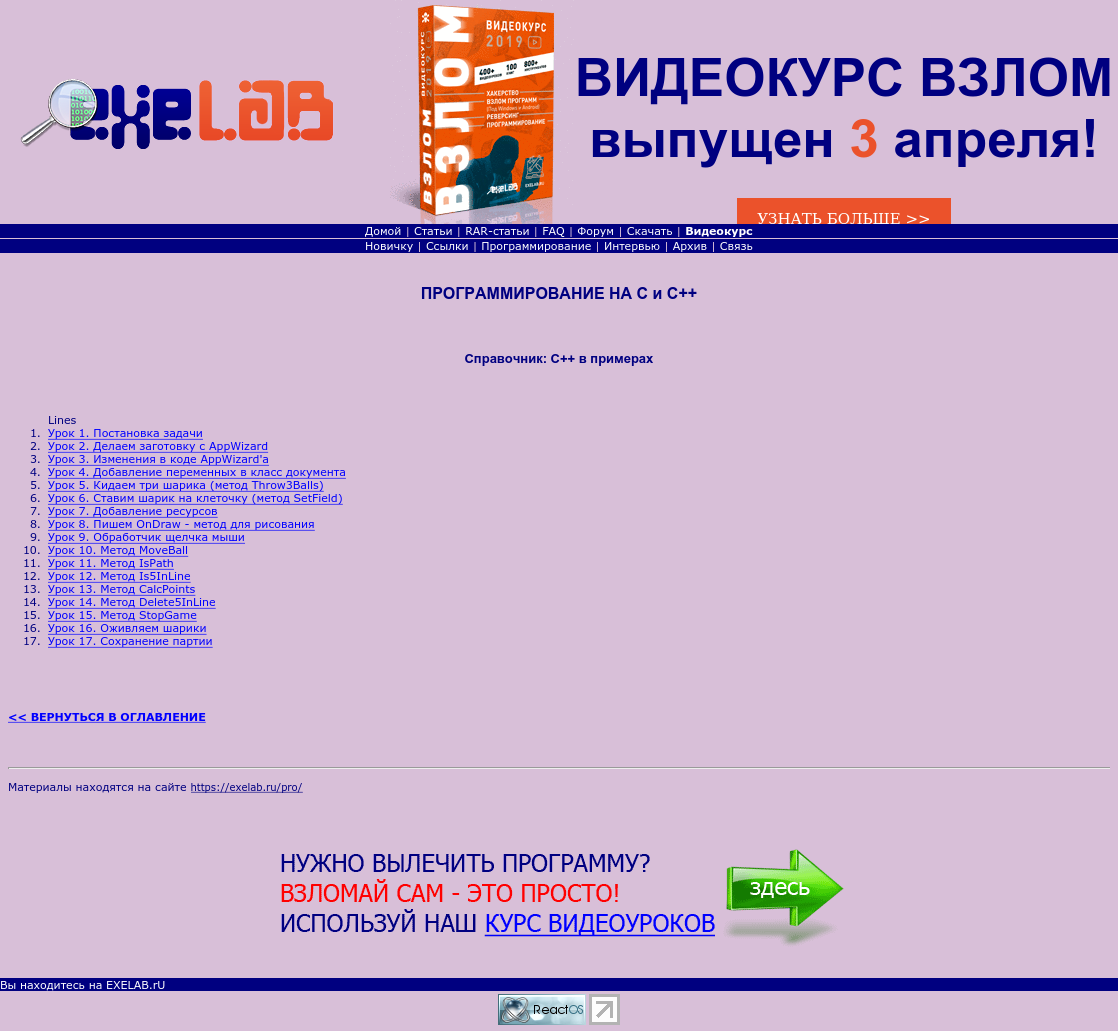 exeLAB
ВИДЕОКУРС
2019
400+ 100 800+
ХАКЕРСТВО
ВЗЛОМ ПРОГРАММ
(Под Windows и Android)
РЕВЕРСИНГ
ПРОГРАММИРОВАНИЕ
ВЗЛОМ
ВИДЕОКУРС ВЗЛОМ
выпущен 3 апреля!
УЗНАТЬ БОЛЬШЕ >>
Домой | Статьи | RAR-статьи | FAQ | Форум | Скачать | Видеокурс
Новичку | Ссылки | Программирование | Интервью | Архив | Связь
ПРОГРАММИРОВАНИЕ НА С и С++
Справочник: С++ в примерах
Lines
1. Урок 1. Постановка задачи
2. Урок 2. Делаем заготовку с AppWizard
3. Урок 3. Изменения в коде AppWizard'а
4. Урок 4. Добавление переменных в класс документа
5. Урок 5. Кидаем три шарика (метод Throw3Balls)
6. Урок 6. Ставим шарик на клеточку (метод SetField)
7. Урок 7. Добавление ресурсов
8. Урок 8. Пишем OnDraw - метод для рисования
9. Урок 9. Обработчик щелчка мыши
10. Урок 10. Метод MoveBall
11. Урок 11. Метод IsPath
12. Урок 12. Метод Is5InLine
13. Урок 13. Метод CalcPoints
14. Урок 14. Метод Delete5InLine
15. Урок 15. Метод StopGame
16. Урок 16. Оживляем шарики
17. Урок 17. Сохранение партии
<< ВЕРНУТЬСЯ В ОГЛАВЛЕНИЕ
Материалы находятся на сайте https://exelab.ru/pro/
НУЖНО ВЫЛЕЧИТЬ ПРОГРАММУ?
ВЗЛОМАЙ САМ - ЭТО ПРОСТО!
ИСПОЛЬЗУЙ НАШ КУРС ВИДЕОУРОКОВ
здесь
Вы находитесь на EXELAB.rU
ReactOS